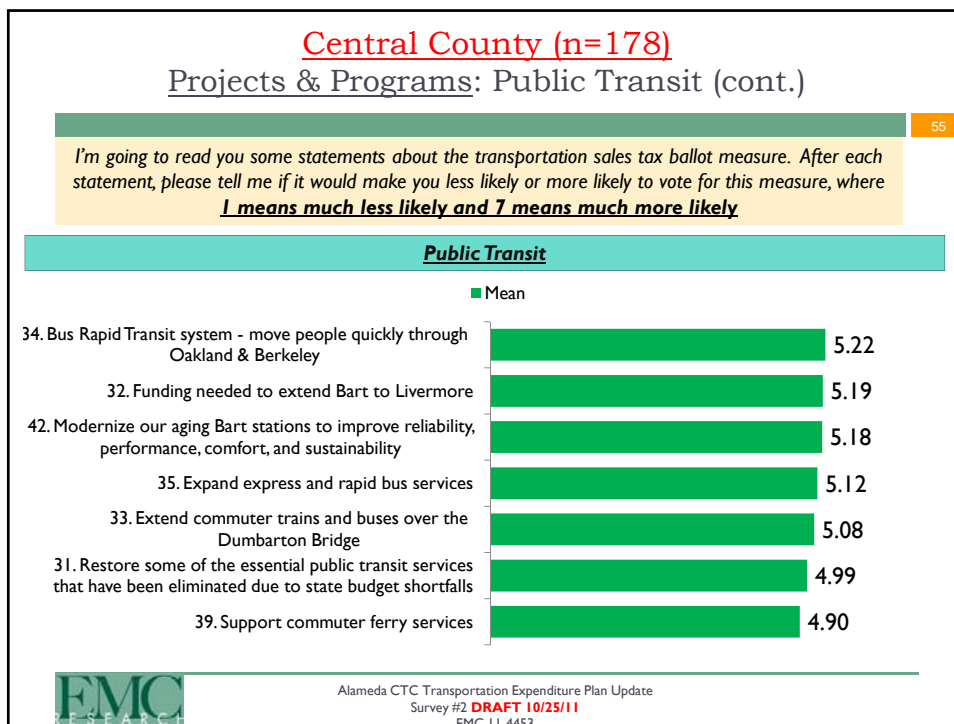 Central County (n=178)
Projects & Programs: Public Transit (cont.)
55
I'm going to read you some statements about the transportation sales tax ballot measure. After each
statement, please tell me if it would make you less likely or more likely to vote for this measure, where
1 means much less likely and 7 means much more likely
Public Transit
Mean
34. Bus Rapid Transit system - move people quickly through
Oakland & Berkeley
5.22
32. Funding needed to extend Bart to Livermore
5.19
42. Modernize our aging Bart stations to improve reliability,
performance, comfort, and sustainability
5.18
35. Expand express and rapid bus services
5.12
33. Extend commuter trains and buses over the
Dumbarton Bridge
5.08
31. Restore some of the essential public transit services
that have been eliminated due to state budget shortfalls
4.99
39. Support commuter ferry services
4.90
EMC
RESEARCH
Alameda CTC Transportation Expenditure Plan Update
Survey #2 DRAFT 10/25/11
EMC 11-4453